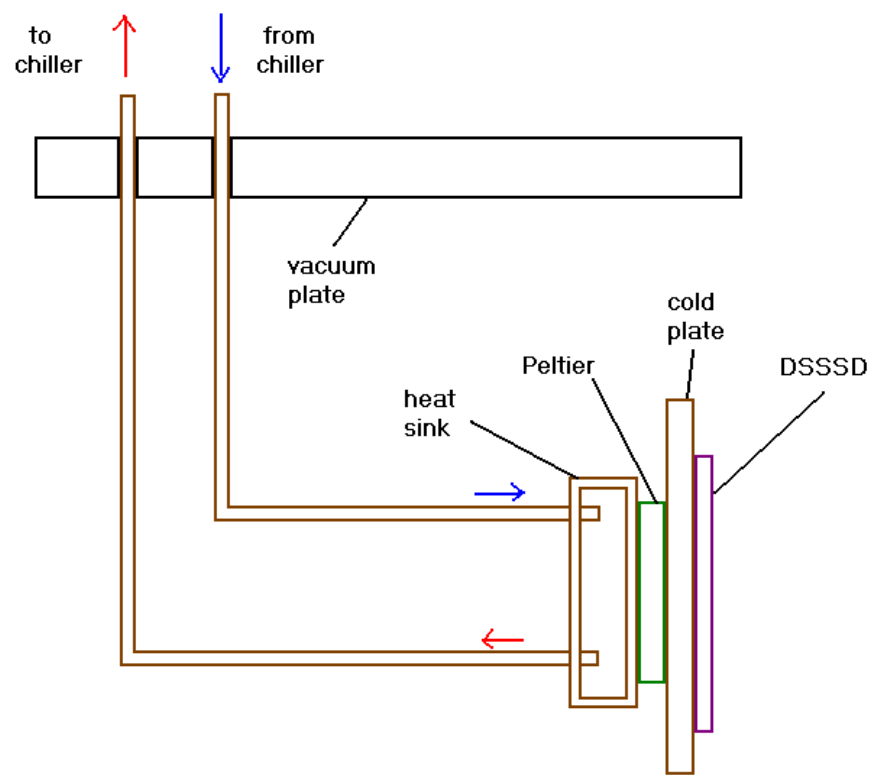 to
chiller
from
chiller
vacuum
plate
cold
plate
Peltier
DSSSD
heat
sink